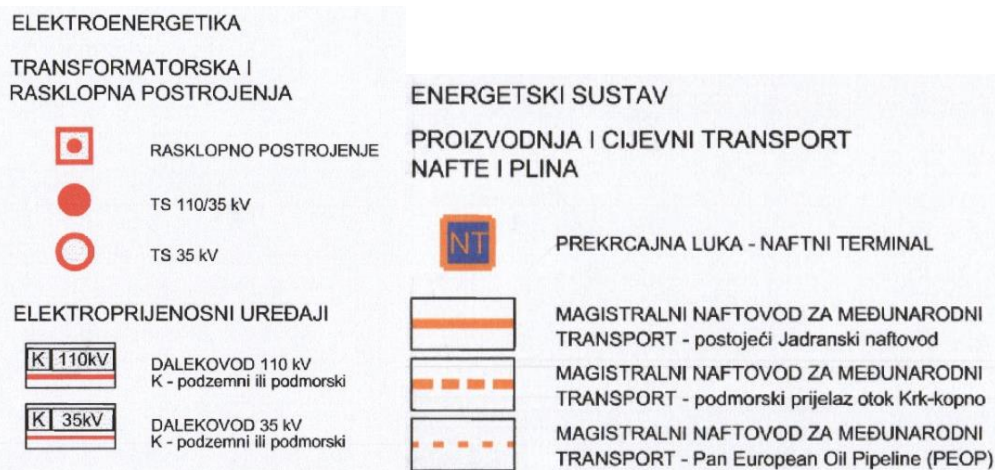 ELEKTROENERGETIKA
TRANSFORMATORSKA I
RASKLOPNA POSTROJENJA
RASKLOPNO POSTROJENJE
TS 110/35 kV
TS 35 kV
ELEKTROPRIJENOSNI UREĐAJI
K 110kV
DALEKOVOD 110 kV
K - podzemni ili podmorski
K 35kV
DALEKOVOD 35 kV
K - podzemni ili podmorski
ENERGETSKI SUSTAV
PROIZVODNJA I CIJEVNI TRANSPORT
NAFTE I PLINA
NT
PREKRCAJNA LUKA - NAFTNI TERMINAL
MAGISTRALNI NAFTOVOD ZA MEĐUNARODNI
TRANSPORT - postojeći Jadranski naftovod
MAGISTRALNI NAFTOVOD ZA MEĐUNARODNI
TRANSPORT - podmorski prijelaz otok Krk-kopno
MAGISTRALNI NAFTOVOD ZA MEĐUNARODNI
TRANSPORT - Pan European Oil Pipeline (PEOP)